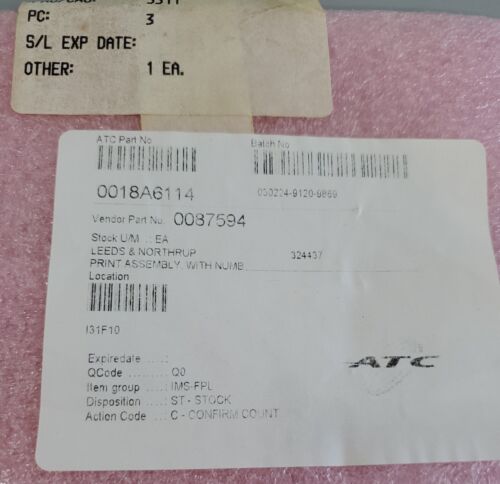 PC: 3
S/L EXP DATE:
OTHER: 1 EA.
ATC Part No
Batch No
0018A6114
030224-9120-9869
Vendor Part No. 0087594
Stock U/M .: EA
LEEDS & NORTHRUP
324437
PRINT ASSEMBLY, WITH NUMB
Location
I31F10
Expiredate ....:
QCode ......... Q0
Item group ....: IMS-FPL
Disposition ...: ST - STOCK
Action Code ..: C - CONFIRM COUNT
ATC